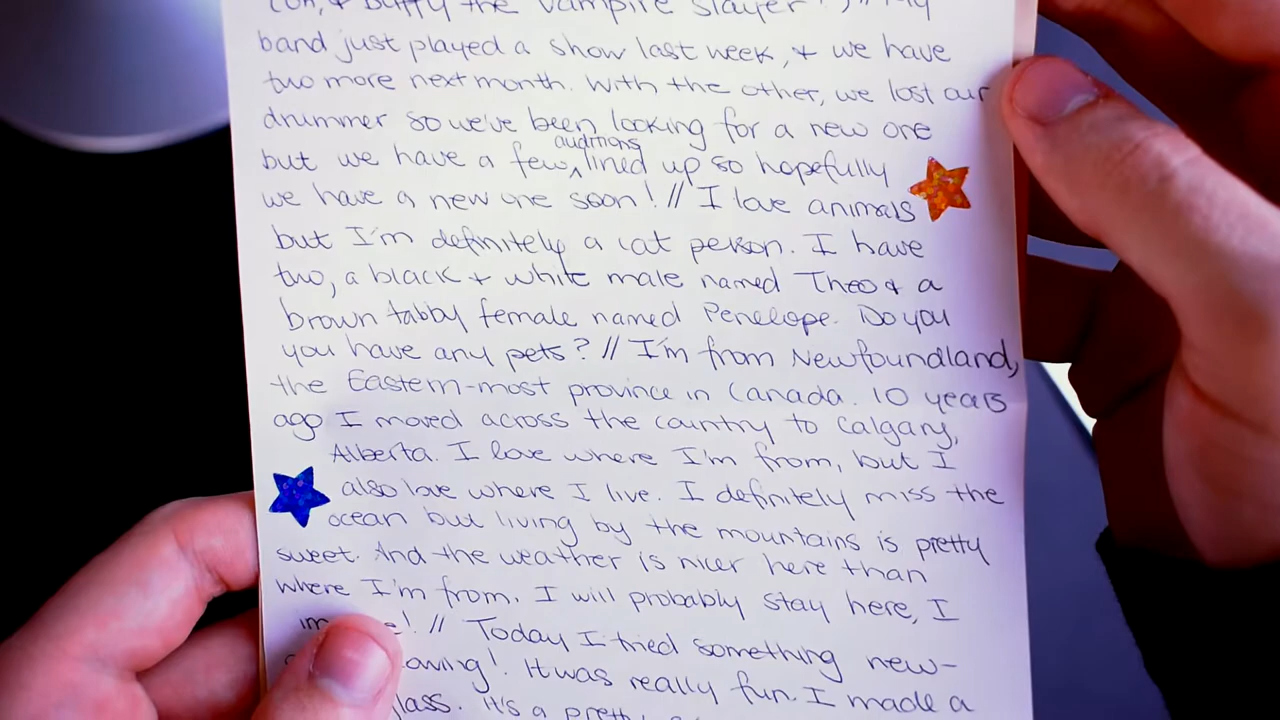 Buffy the Vampire Slayer! // My
band just played a show last week, & we have
two more next month. With the other, we lost our
drummer so we've been looking for a new one
auditions
but we have a few ^ lined up so hopefully
we have a new one soon! // I love animals
but I'm definitely a cat person. I have
two, a black & white male named Theo & a
brown tabby female named Penelope. Do you
you have any pets? // I'm from Newfoundland,
the Eastern-most province in Canada. 10 years
ago I moved across the country to Calgary,
Alberta. I love where I'm from, but I
also love where I live. I definitely miss the
ocean but living by the mountains is pretty
sweet. And the weather is nicer here than
where I'm from. I will probably stay here, I
! // Today I tried something new-
It was really fun. I made a
It's a